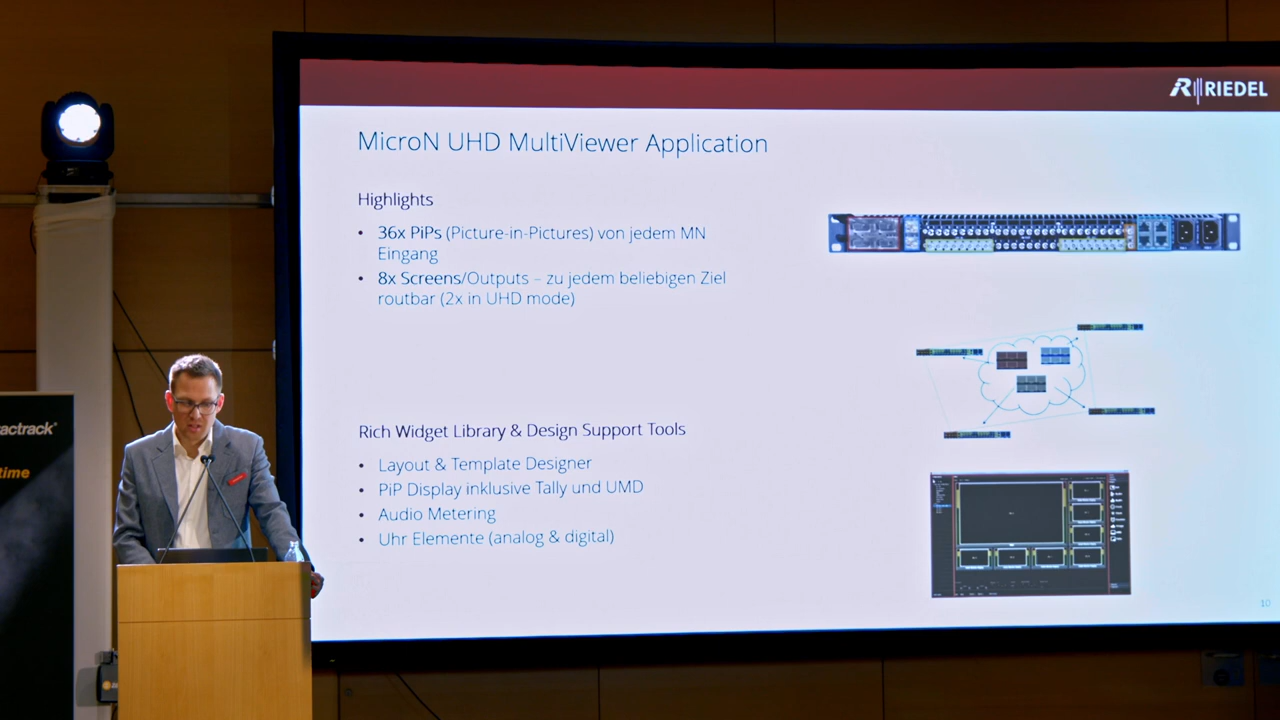 RIEDEL
MicroN UHD MultiViewer Application
Highlights
• 36x PiPs (Picture-in-Pictures) von jedem MN
Eingang
• 8x Screens/Outputs – zu jedem beliebigen Ziel
routbar (2x in UHD mode)
Rich Widget Library & Design Support Tools
• Layout & Template Designer
• PiP Display inklusive Tally und UMD
• Audio Metering
• Uhr Elemente (analog & digital)
10
actrack®
time